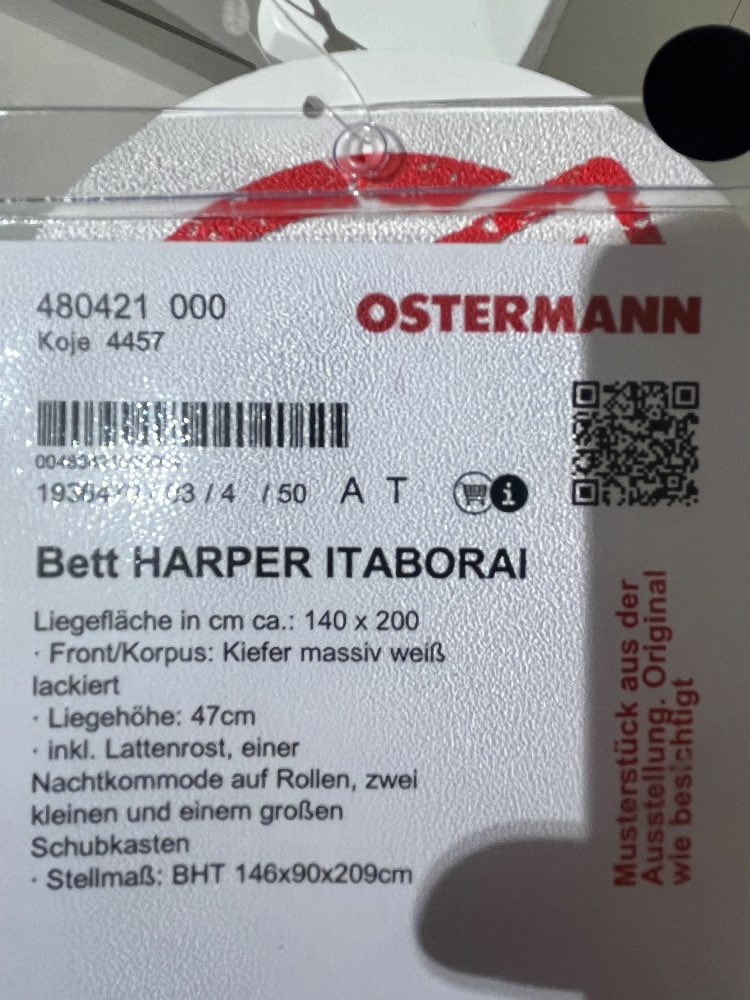 480421 000
OSTERMANN
Koje 4457
/ 4 / 50 A T
Bett HARPER ITABORAI
Liegefläche in cm ca.: 140 x 200
· Front/Korpus: Kiefer massiv weiß
lackiert
· Liegehöhe: 47cm
· inkl. Lattenrost, einer
Nachtkommode auf Rollen, zwei
kleinen und einem großen
Schubkasten
· Stellmaß: BHT 146x90x209cm
Musterstück aus der
Ausstellung. Original
wie besichtigt